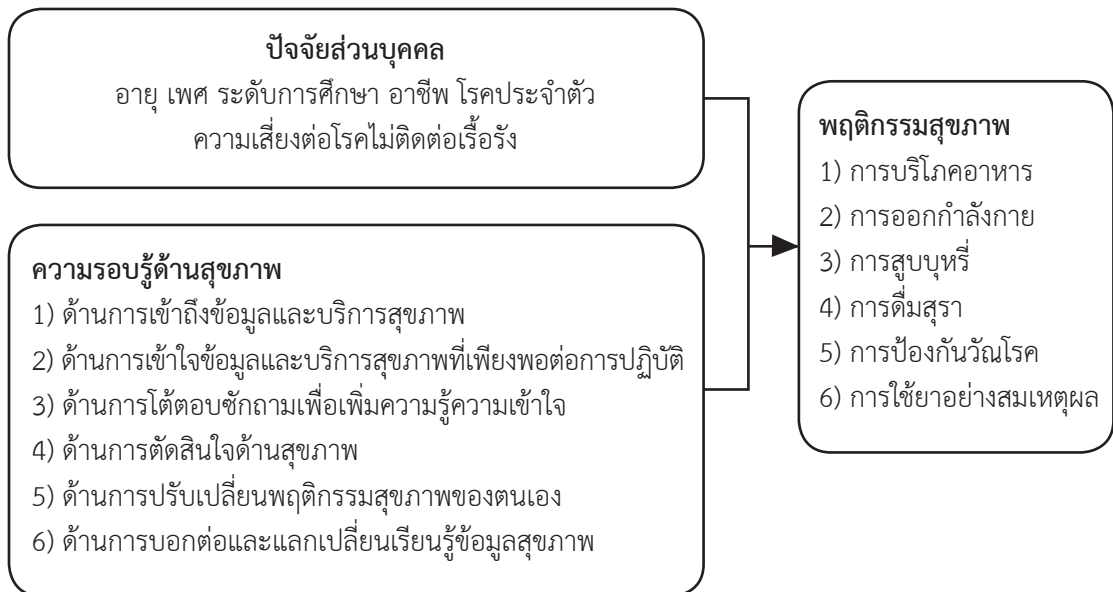 ปัจจัยส่วนบุคคล
อายุ เพศ ระดับการศึกษา อาชีพ โรคประจำตัว
ความเสี่ยงต่อโรคไม่ติดต่อเรื้อรัง
ความรอบรู้ด้านสุขภาพ
1) ด้านการเข้าถึงข้อมูลและบริการสุขภาพ
2) ด้านการเข้าใจข้อมูลและบริการสุขภาพที่เพียงพอต่อการปฏิบัติ
3) ด้านการโต้ตอบซักถามเพื่อเพิ่มความรู้ความเข้าใจ
4) ด้านการตัดสินใจด้านสุขภาพ
5) ด้านการปรับเปลี่ยนพฤติกรรมสุขภาพของตนเอง
6) ด้านการบอกต่อและแลกเปลี่ยนเรียนรู้ข้อมูลสุขภาพ
พฤติกรรมสุขภาพ
1) การบริโภคอาหาร
2) การออกกำลังกาย
3) การสูบบุหรี่
4) การดื่มสุรา
5) การป้องกันวัณโรค
6) การใช้ยาอย่างสมเหตุผล